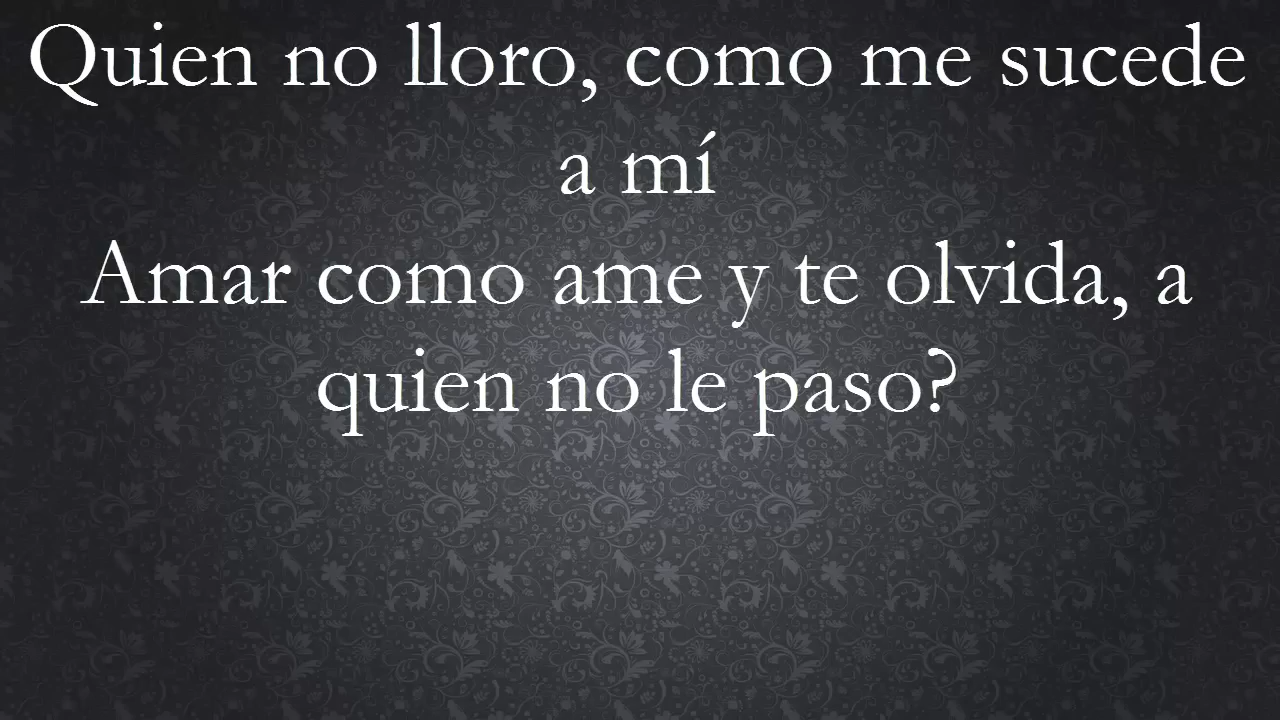 Quien no lloro, como me sucede
a mí
Amar como ame y te olvida, a
quien no le paso?